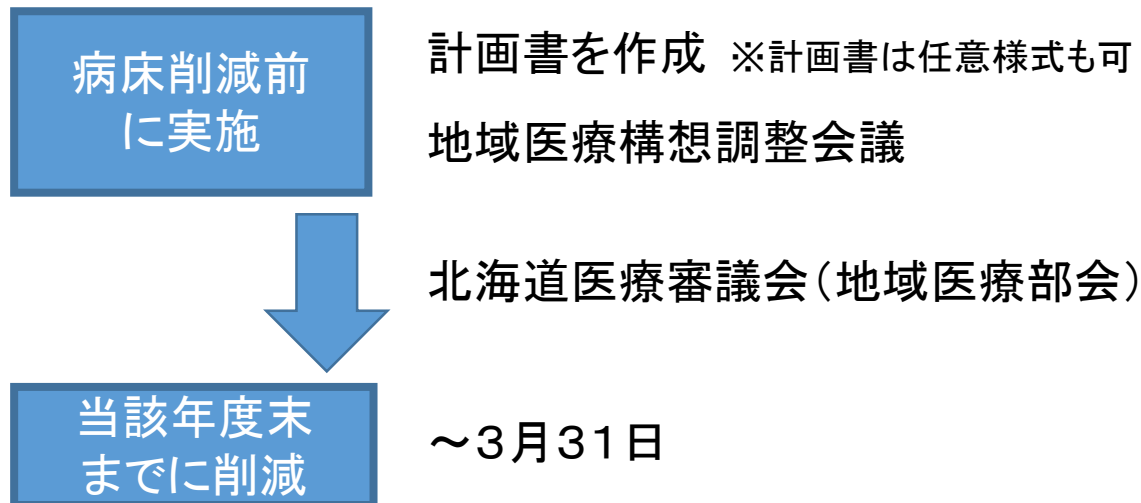 病床削減前
に実施
計画書を作成 ※計画書は任意様式も可
地域医療構想調整会議
北海道医療審議会（地域医療部会）
当該年度末
までに削減
～３月３１日